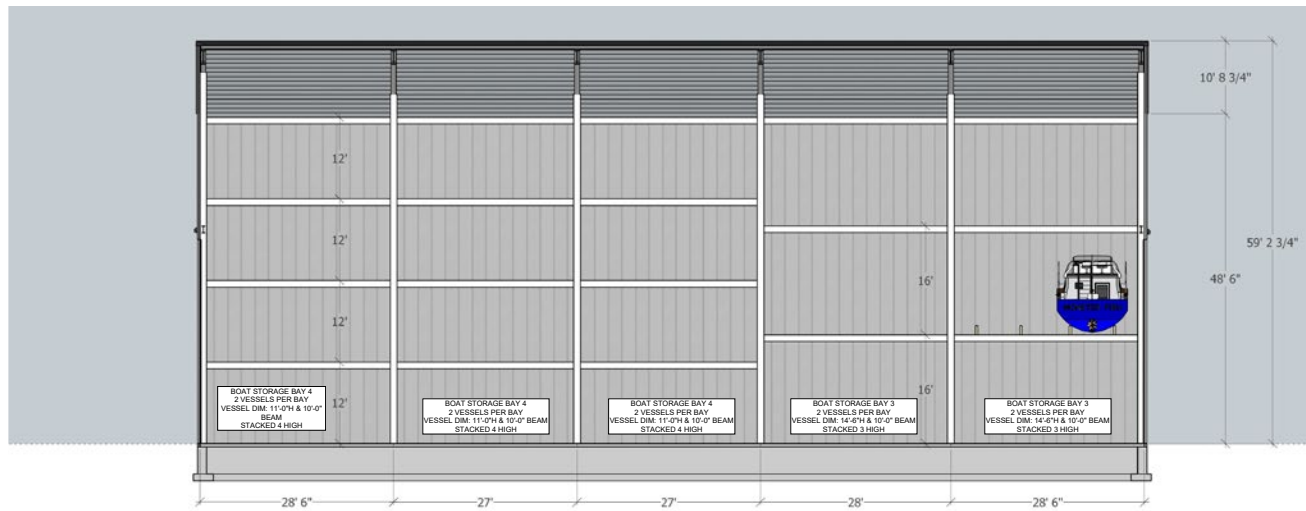 10' 8 3/4"
12'
12'
59' 2 3/4"
48' 6"
16'
12'
12'
16'
BOAT STORAGE BAY 4
2 VESSELS PER BAY
VESSEL DIM: 11'-0"H & 10'-0"
BEAM
STACKED 4 HIGH
BOAT STORAGE BAY 4
2 VESSELS PER BAY
VESSEL DIM: 11'-0"H & 10'-0" BEAM
STACKED 4 HIGH
BOAT STORAGE BAY 4
2 VESSELS PER BAY
VESSEL DIM: 11'-0"H & 10'-0" BEAM
STACKED 4 HIGH
BOAT STORAGE BAY 3
2 VESSELS PER BAY
VESSEL DIM: 14'-6"H & 10'-0" BEAM
STACKED 3 HIGH
BOAT STORAGE BAY 3
2 VESSELS PER BAY
VESSEL DIM: 14'-6"H & 10'-0" BEAM
STACKED 3 HIGH
28' 6"
27'
27'
28'
28' 6"